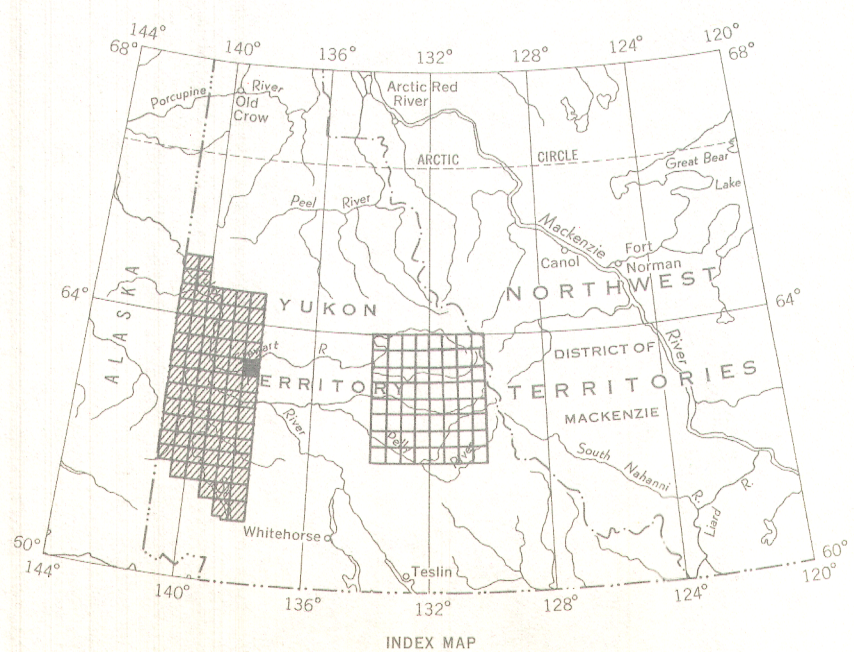 144°
140°
136°
132°
128°
124°
120°
68°
68°
Porcupine River
Old
Crow
Arctic Red
River
ARCTIC CIRCLE
Great Bear
Lake
Peel River
Mackenzie
Canol
Fort
Norman
NORTHWEST
64°
64°
ALASKA
YUKON
R.
DISTRICT OF
River
ERRITORY
TERRITORIES
MACKENZIE
River
Pelly
River
South
Nahanni
R.
Liard
R.
Whitehorse
Teslin
60°
144°
140°
136°
132°
128°
124°
120°
INDEX MAP